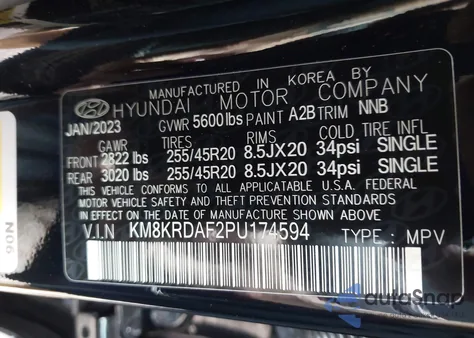 MANUFACTURED IN KOREA BY
HYUNDAI MOTOR COMPANY
JAN/2023 GVWR 5600 lbs PAINT A2B TRIM NNB
GAWR TIRES RIMS COLD TIRE INFL
FRONT 2822 lbs 255/45R20 8.5JX20 34psi SINGLE
REAR 3020 lbs 255/45R20 8.5JX20 34psi SINGLE
THIS VEHICLE CONFORMS TO ALL APPLICABLE U.S.A. FEDERAL
MOTOR VEHICLE SAFETY AND THEFT PREVENTION STANDARDS
IN EFFECT ON THE DATE OF MANUFACTURE SHOWN ABOVE.
V.I.N KM8KRDAF2PU174594 TYPE : MPV
N06
autoSnap